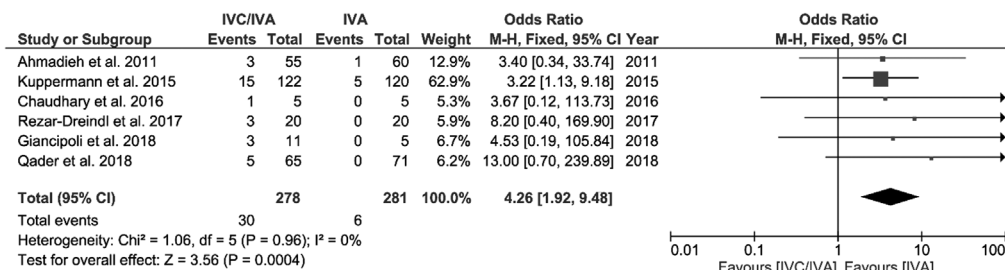 IVC/IVA IVA Odds Ratio Odds Ratio
Study or Subgroup Events Total Events Total Weight M-H, Fixed, 95% CI Year M-H, Fixed, 95% CI
Ahmadieh et al. 2011 3 55 1 60 12.9% 3.40 [0.34, 33.74] 2011
Kuppermann et al. 2015 15 122 5 120 62.9% 3.22 [1.13, 9.18] 2015
Chaudhary et al. 2016 1 5 0 5 5.3% 3.67 [0.12, 113.73] 2016
Rezar-Dreindl et al. 2017 3 20 0 20 5.9% 8.20 [0.40, 169.90] 2017
Giancipoli et al. 2018 3 11 0 5 6.7% 4.53 [0.19, 105.84] 2018
Qader et al. 2018 5 65 0 71 6.2% 13.00 [0.70, 239.89] 2018
Total (95% CI) 278 281 100.0% 4.26 [1.92, 9.48]
Total events 30 6
Heterogeneity: Chi² = 1.06, df = 5 (P = 0.96); I² = 0%
Test for overall effect: Z = 3.56 (P = 0.0004)
0.01 0.1 1 10 100
Favours [IVC/IVA] Favours [IVA]